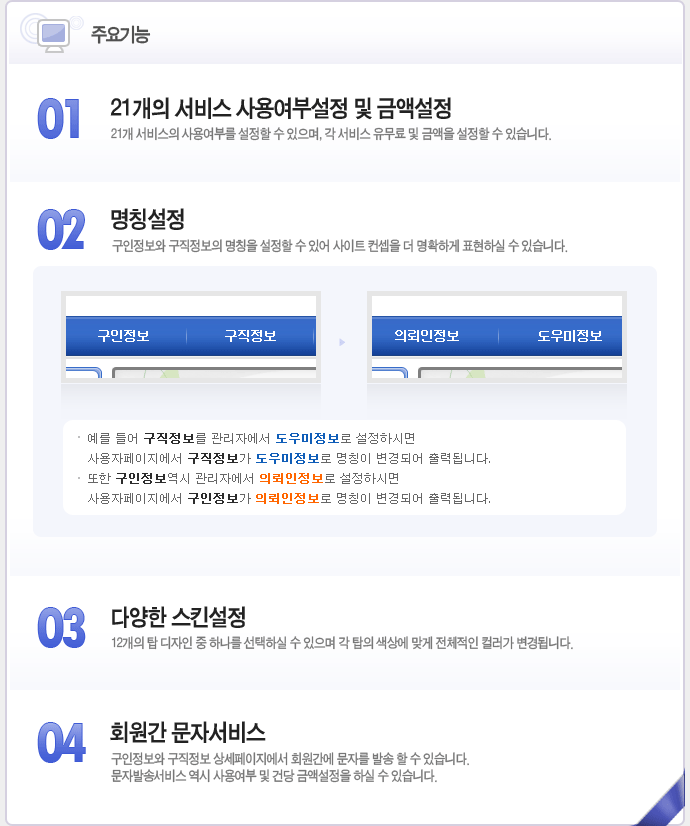 주요기능
01 21개의 서비스 사용여부설정 및 금액설정
21개 서비스의 사용여부를 설정할 수 있으며, 각 서비스 유무료 및 금액을 설정할 수 있습니다.
02 명칭설정
구인정보와 구직정보의 명칭을 설정할 수 있어 사이트 컨셉을 더 명확하게 표현하실 수 있습니다.
구인정보 구직정보 의뢰인정보 도우미정보
· 예를 들어 구직정보를 관리자에서 도우미정보로 설정하시면
사용자페이지에서 구직정보가 도우미정보로 명칭이 변경되어 출력됩니다.
· 또한 구인정보역시 관리자에서 의뢰인정보로 설정하시면
사용자페이지에서 구인정보가 의뢰인정보로 명칭이 변경되어 출력됩니다.
03 다양한 스킨설정
12개의 탑 디자인 중 하나를 선택하실 수 있으며 각 탑의 색상에 맞게 전체적인 컬러가 변경됩니다.
04 회원간 문자서비스
구인정보와 구직정보 상세페이지에서 회원간에 문자를 발송 할 수 있습니다.
문자발송서비스 역시 사용여부 및 건당 금액설정을 하실 수 있습니다.